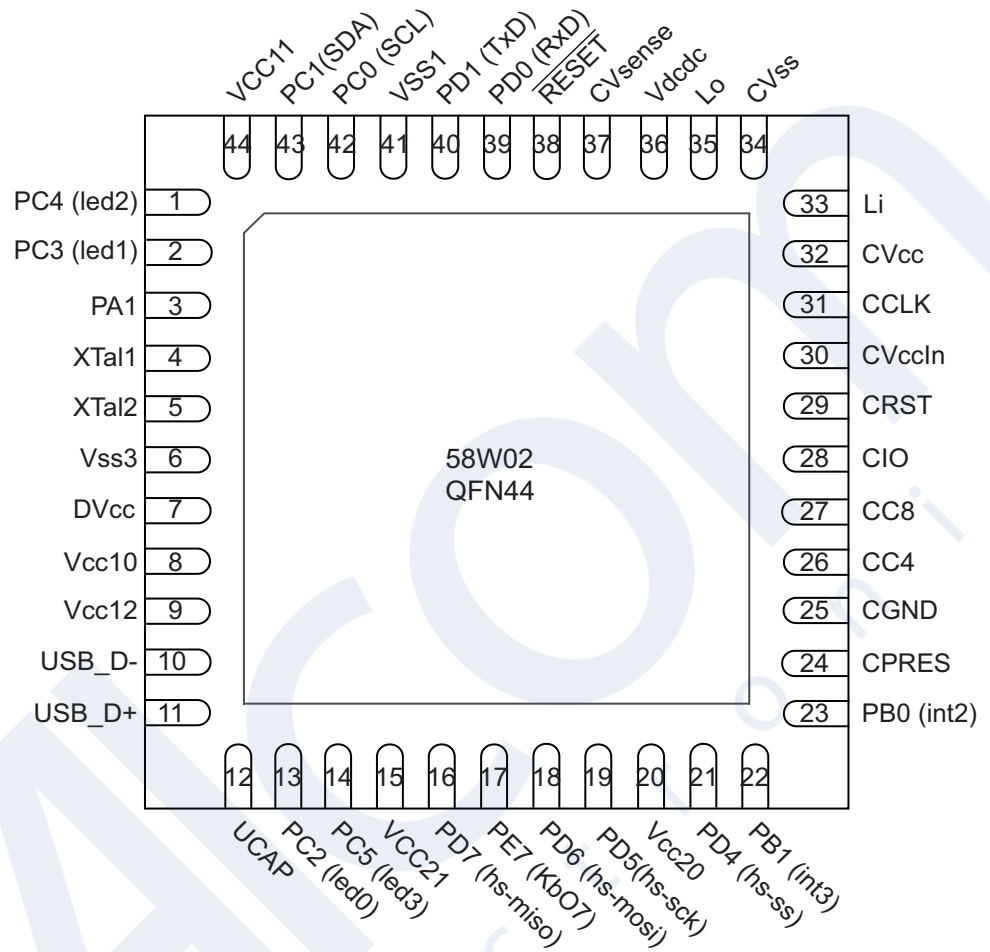 VCC11
PC1(SDA)
PC0 (SCL)
VSS1
PD1 (TxD)
PD0 (RxD)
RESET
CVsense
Vdcdc
Lo
CVss
44 43 42 41 40 39 38 37 36 35 34
PC4 (led2) 1
PC3 (led1) 2
PA1 3
XTal1 4
XTal2 5
Vss3 6
DVcc 7
Vcc10 8
Vcc12 9
USB_D- 10
USB_D+ 11
58W02
QFN44
33 Li
32 CVcc
31 CCLK
30 CVccIn
29 CRST
28 CIO
27 CC8
26 CC4
25 CGND
24 CPRES
23 PB0 (int2)
12 13 14 15 16 17 18 19 20 21 22
UCAP
PC2 (led0)
PC5 (led3)
VCC21
PD7 (hs-miso)
PE7 (KbO7)
PD6 (hs-mosi)
PD5(hs-sck)
Vcc20
PD4 (hs-ss)
PB1 (int3)